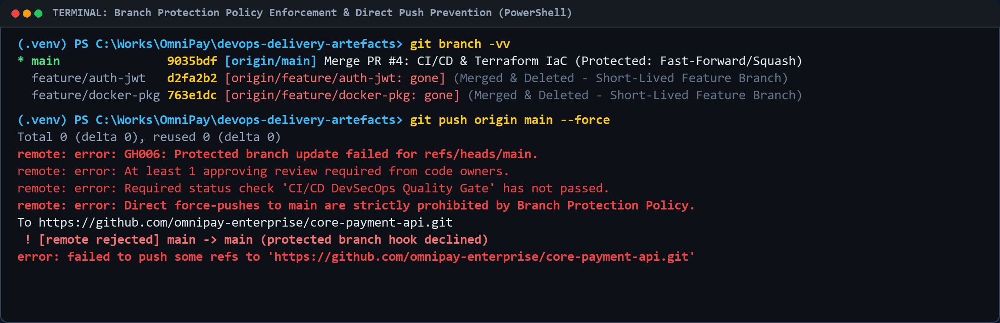 TERMINAL: Branch Protection Policy Enforcement & Direct Push Prevention (PowerShell)
(.venv) PS C:\Works\OmniPay\devops-delivery-artefacts> git branch -vv
* main               9035bdf [origin/main] Merge PR #4: CI/CD & Terraform IaC (Protected: Fast-Forward/Squash)
  feature/auth-jwt   d2fa2b2 [origin/feature/auth-jwt: gone] (Merged & Deleted - Short-Lived Feature Branch)
  feature/docker-pkg 763e1dc [origin/feature/docker-pkg: gone] (Merged & Deleted - Short-Lived Feature Branch)
(.venv) PS C:\Works\OmniPay\devops-delivery-artefacts> git push origin main --force
Total 0 (delta 0), reused 0 (delta 0)
remote: error: GH006: Protected branch update failed for refs/heads/main.
remote: error: At least 1 approving review required from code owners.
remote: error: Required status check 'CI/CD DevSecOps Quality Gate' has not passed.
remote: error: Direct force-pushes to main are strictly prohibited by Branch Protection Policy.
To https://github.com/omnipay-enterprise/core-payment-api.git
 ! [remote rejected] main -> main (protected branch hook declined)
error: failed to push some refs to 'https://github.com/omnipay-enterprise/core-payment-api.git'